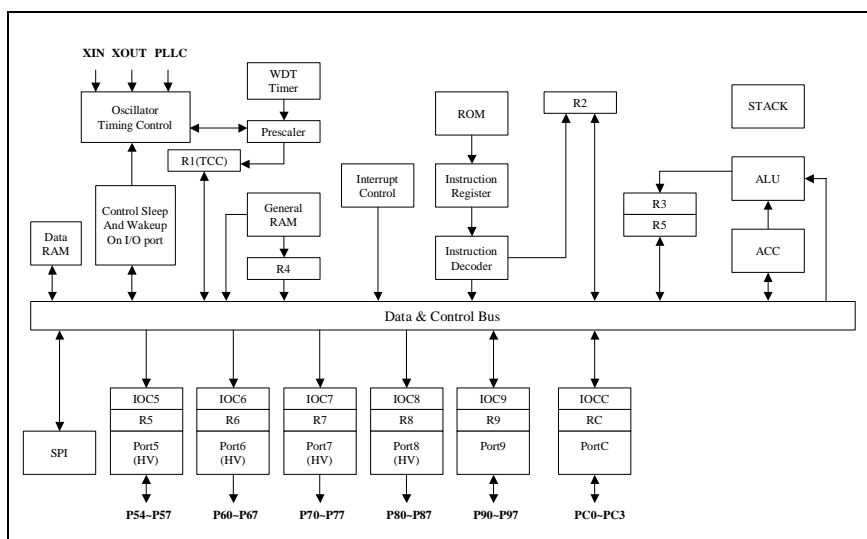 XIN XOUT PLLC
WDT
Timer
Oscillator
Timing Control
Prescaler
R1(TCC)
ROM
R2
STACK
Interrupt
Control
Instruction
Register
ALU
R3
R5
Control Sleep
And Wakeup
On I/O port
General
RAM
Data
RAM
R4
Instruction
Decoder
ACC
Data & Control Bus
SPI
IOC5
R5
Port5
(HV)
P54~P57
IOC6
R6
Port6
(HV)
P60~P67
IOC7
R7
Port7
(HV)
P70~P77
IOC8
R8
Port8
(HV)
P80~P87
IOC9
R9
Port9
P90~P97
IOCC
RC
PortC
PC0~PC3